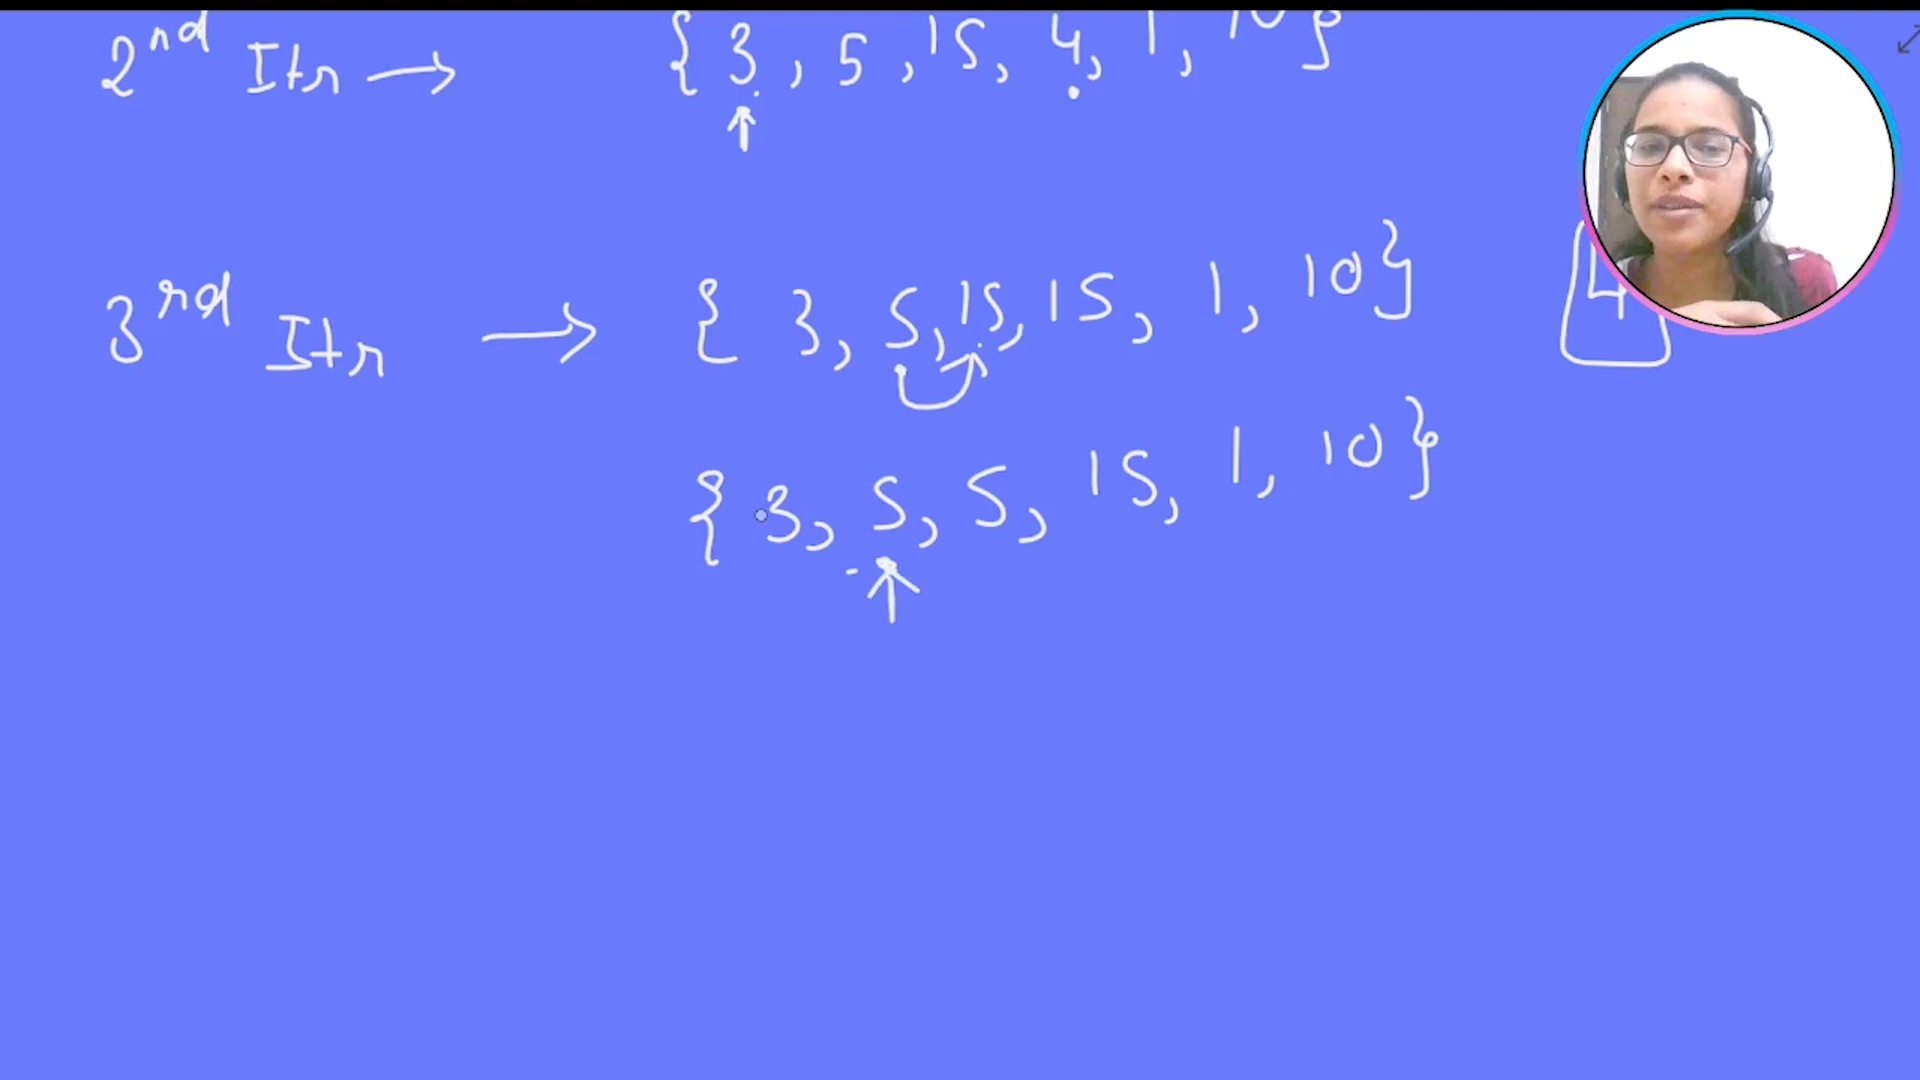 2nd Itr → {3, 5, 15, 4, 1, 10}
3rd Itr → {3, 5, 15, 15, 1, 10} 4
{3, 5, 5, 15, 1, 10}